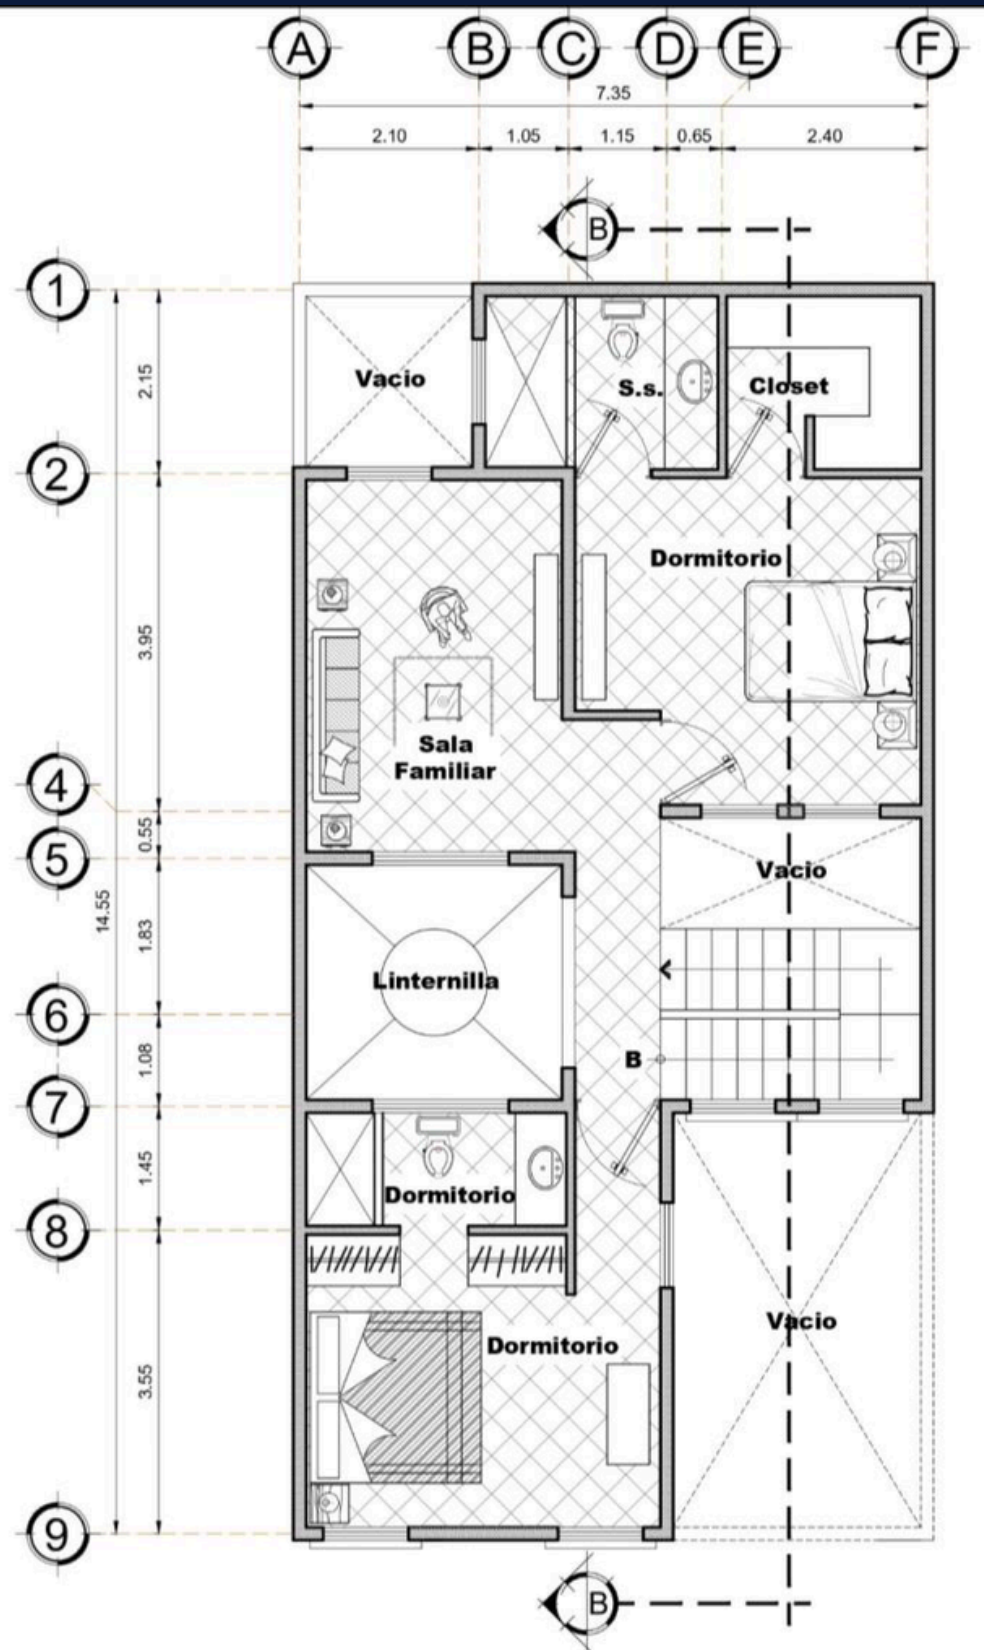 A B C D E F
7.35
2.10 1.05 1.15 0.65 2.40
B
1
2.15
Vacio
S.s.
Closet
2
Dormitorio
3.95
Sala
Familiar
4
0.55
5
Vacio
14.55
1.83
Linternilla
6
B
1.08
7
1.45
Dormitorio
8
Dormitorio
Vacio
3.55
9
B